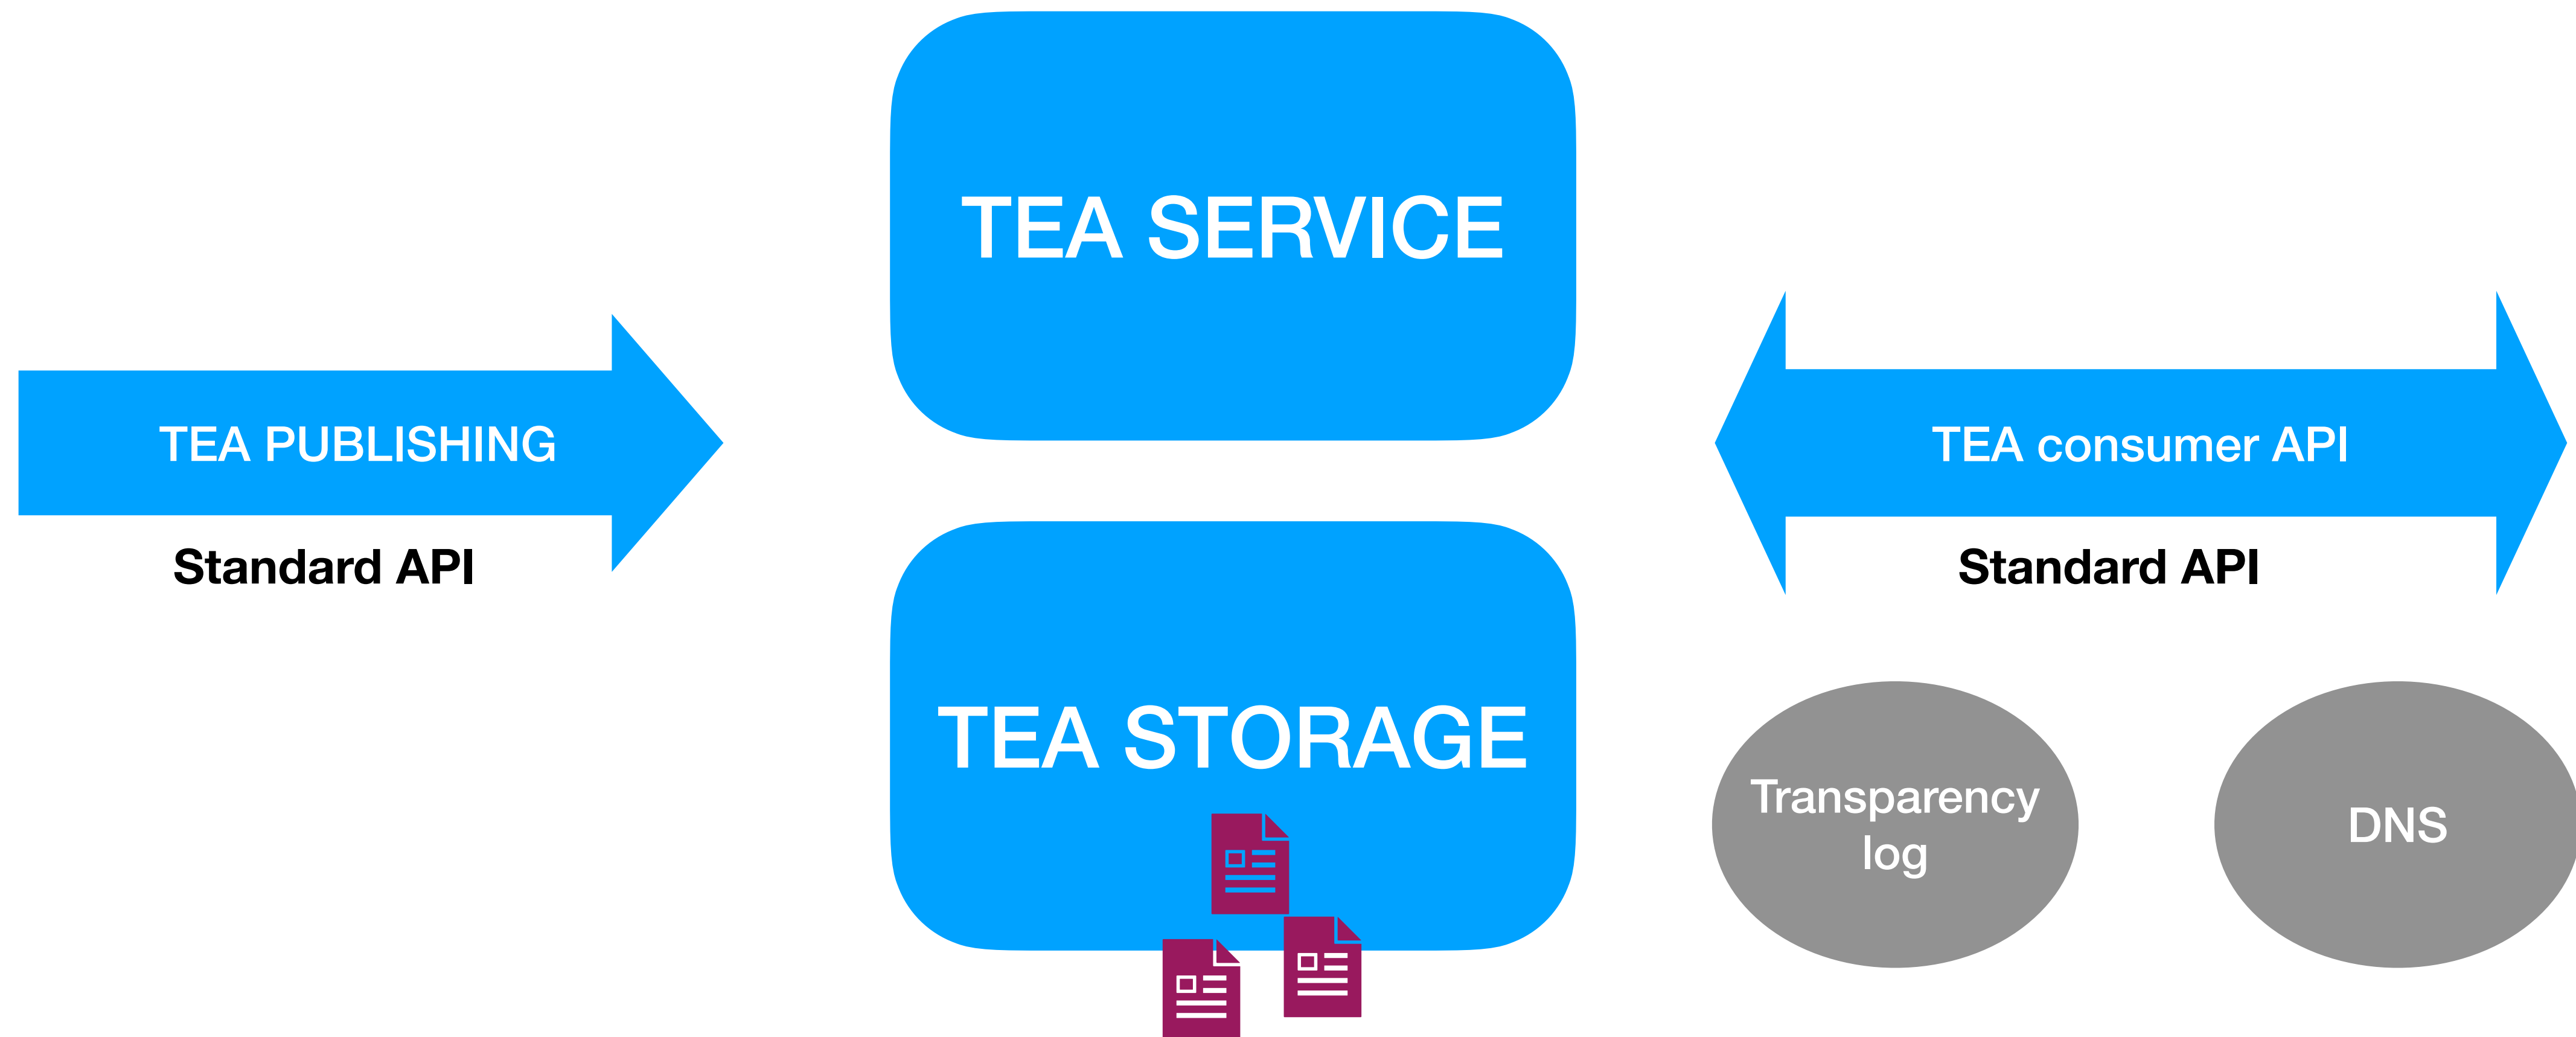 TEA SERVICE
TEA PUBLISHING
Standard API
TEA consumer API
Standard API
TEA STORAGE
Transparency
log
DNS